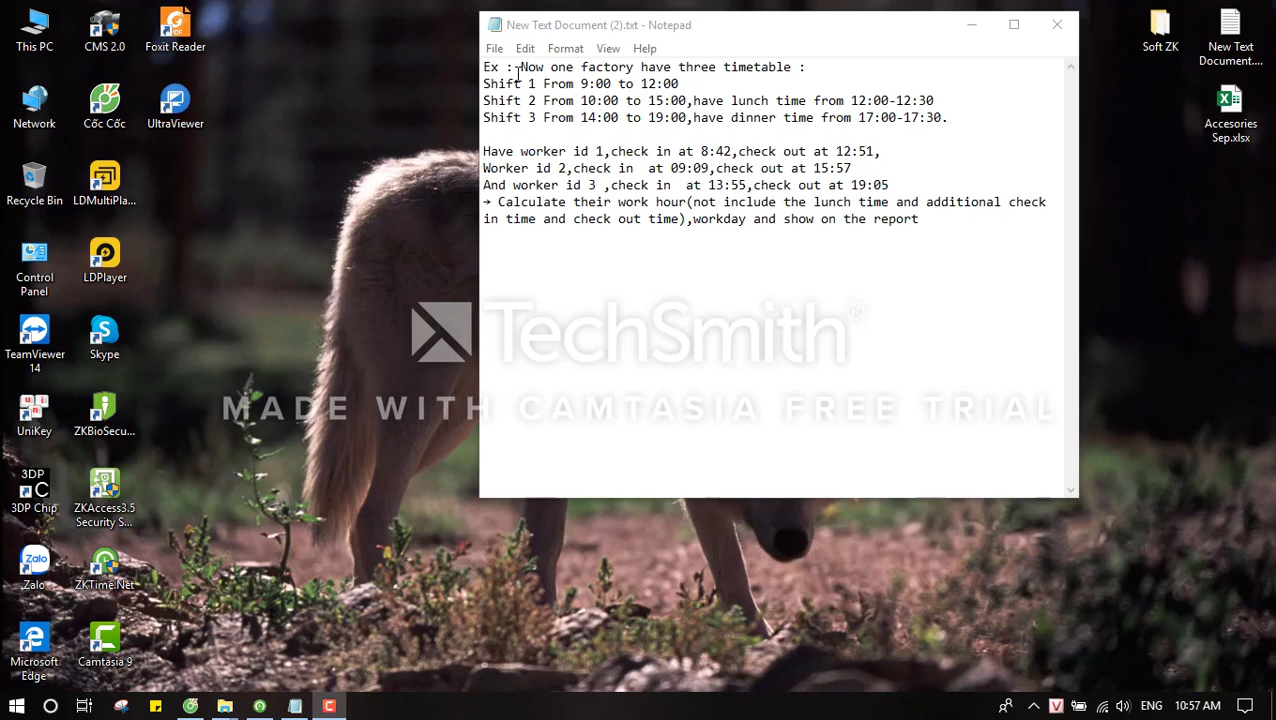 New Text Document (2).txt - Notepad
File Edit Format View Help
Ex : Now one factory have three timetable :
Shift 1 From 9:00 to 12:00
Shift 2 From 10:00 to 15:00,have lunch time from 12:00-12:30
Shift 3 From 14:00 to 19:00,have dinner time from 17:00-17:30.
Have worker id 1,check in at 8:42,check out at 12:51,
Worker id 2,check in  at 09:09,check out at 15:57
And worker id 3 ,check in  at 13:55,check out at 19:05
→ Calculate their work hour(not include the lunch time and additional check
in time and check out time),workday and show on the report
TechSmith®
MADE WITH CAMTASIA FREE TRIAL
This PC
CMS 2.0
Foxit Reader
Network
Cốc Cốc
UltraViewer
Recycle Bin
LDMultiPla...
Control
Panel
LDPlayer
TeamViewer
14
Skype
UniKey
ZKBioSecu...
3DP
C
3DP Chip
ZKAccess3.5
Security S...
Zalo
Zalo
ZKTime.Net
Microsoft
Edge
Camtasia 9
Soft ZK
New Text
Document....
Accesories
Sep.xlsx
ENG
10:57 AM